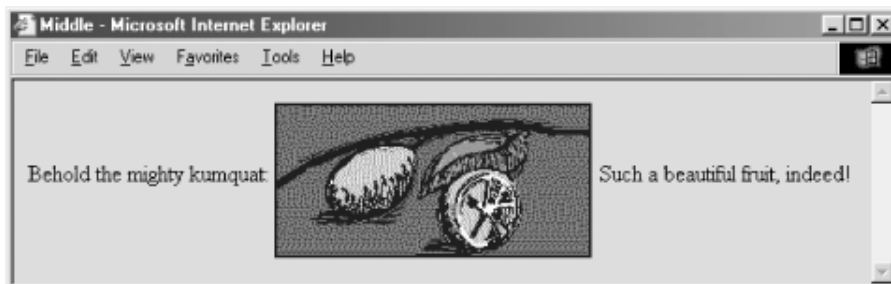 Middle - Microsoft Internet Explorer
File Edit View Favorites Tools Help
Behold the mighty kumquat: Such a beautiful fruit, indeed!